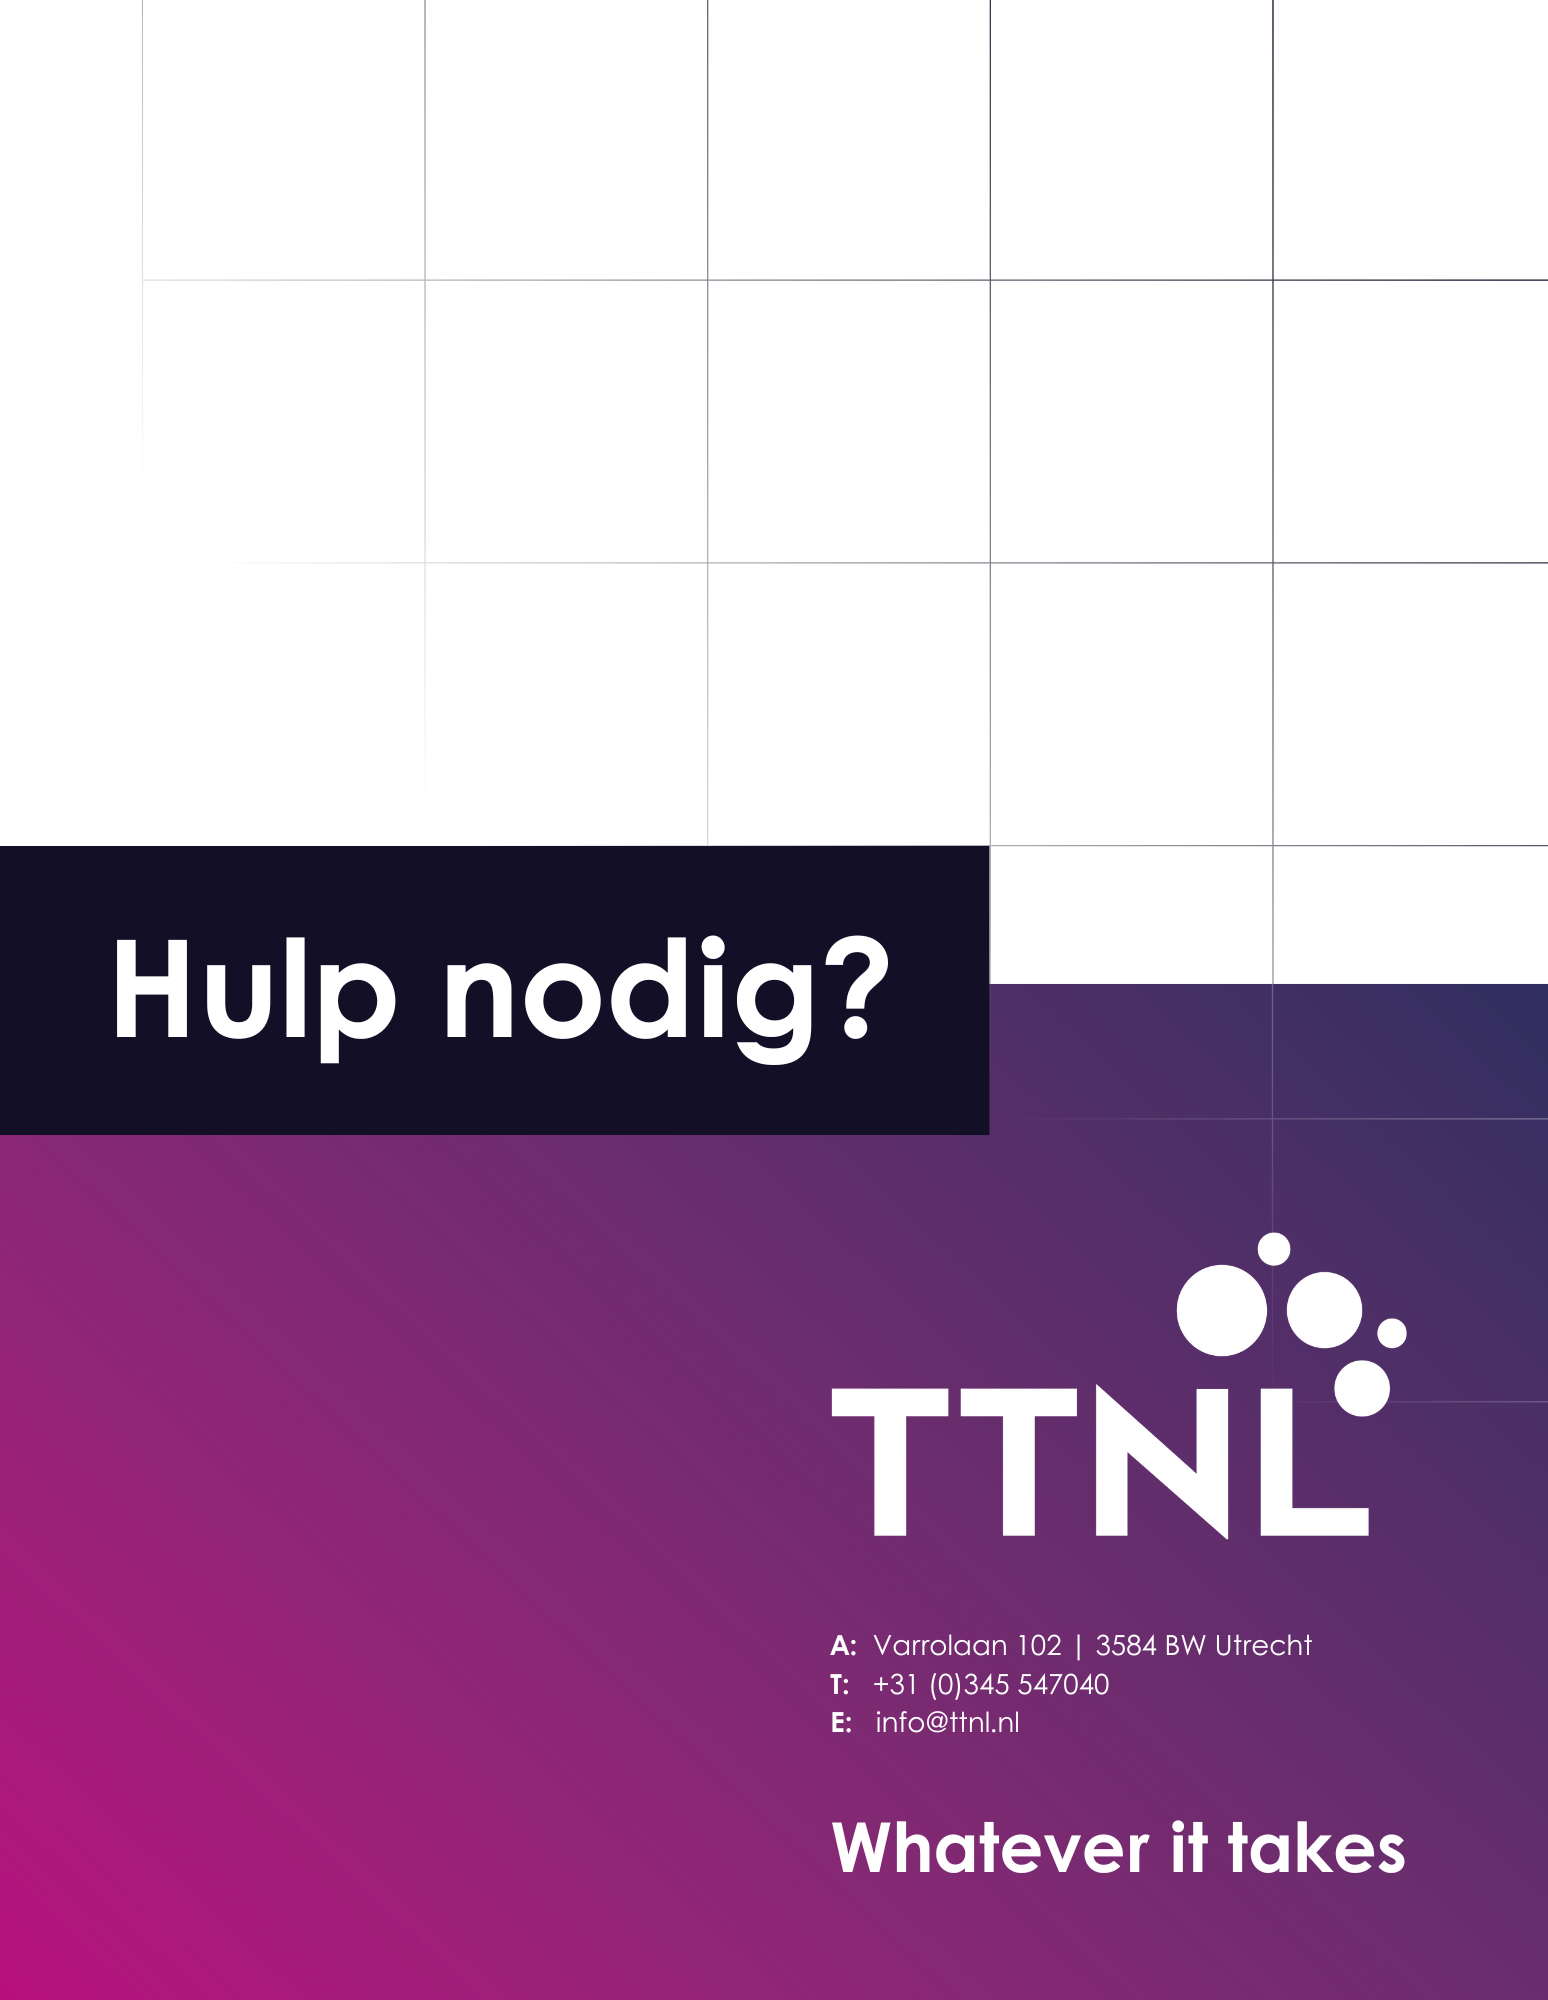 Hulp nodig?
TTNL
A: Varrolaan 102 | 3584 BW Utrecht
T: +31 (0)345 547040
E: info@ttnl.nl
Whatever it takes